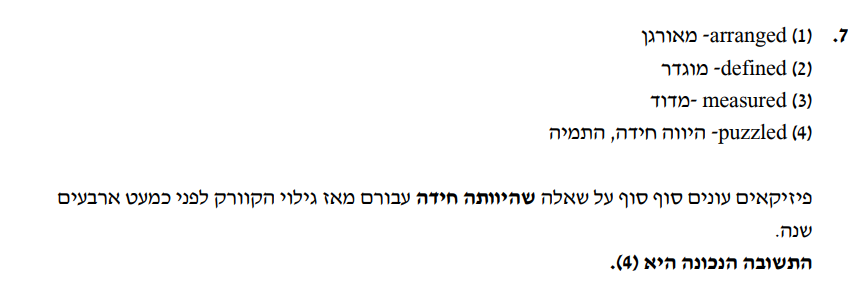 7. (1) arranged- מאורגן
(2) defined- מוגדר
(3) measured -מדוד
(4) puzzled- היווה חידה, התמיה
פיזיקאים עונים סוף סוף על שאלה שהיוותה חידה עבורם מאז גילוי הקוורק לפני כמעט ארבעים
שנה.
התשובה הנכונה היא (4).